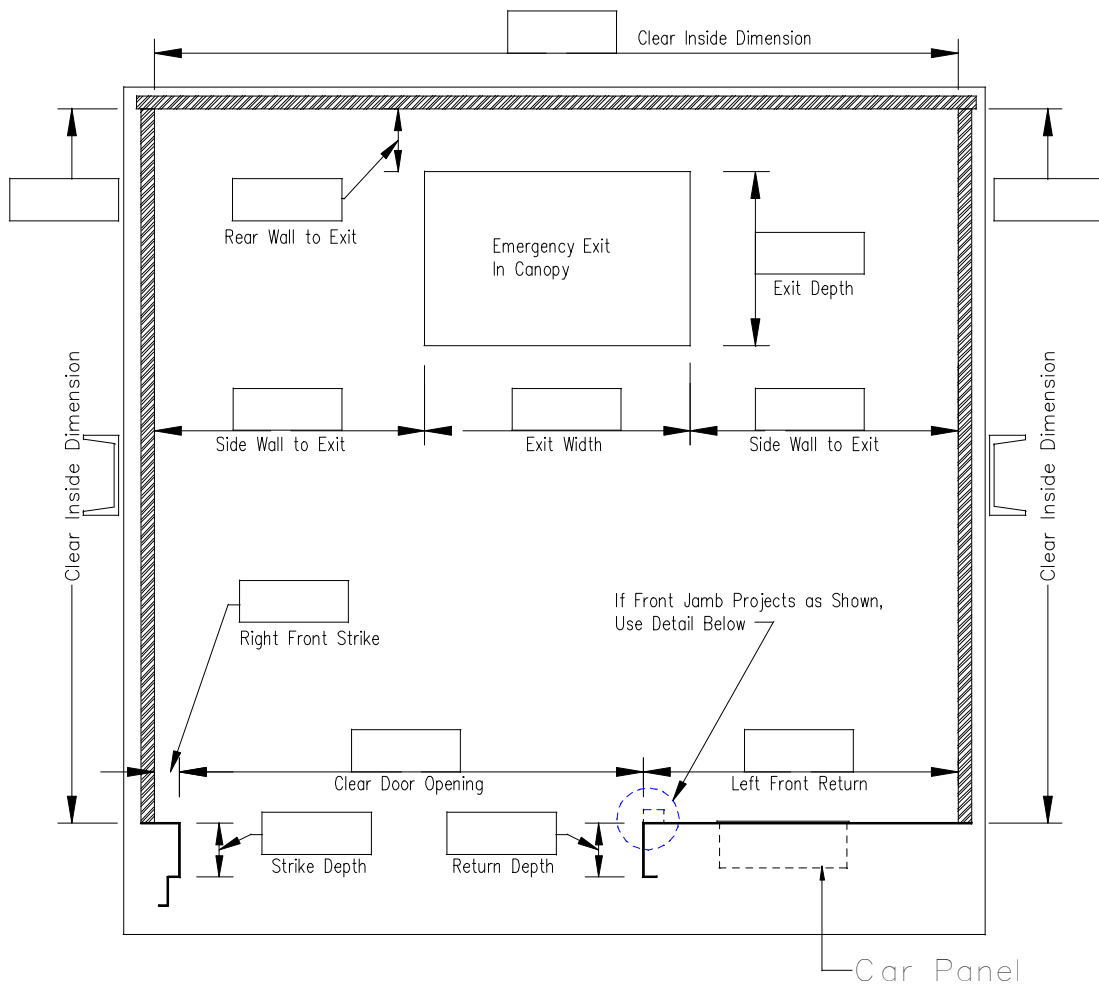 Clear Inside Dimension
Rear Wall to Exit
Emergency Exit
In Canopy
Exit Depth
Clear Inside Dimension
Clear Inside Dimension
Side Wall to Exit
Exit Width
Side Wall to Exit
If Front Jamb Projects as Shown,
Use Detail Below
Right Front Strike
Clear Door Opening
Left Front Return
Strike Depth
Return Depth
Car Panel